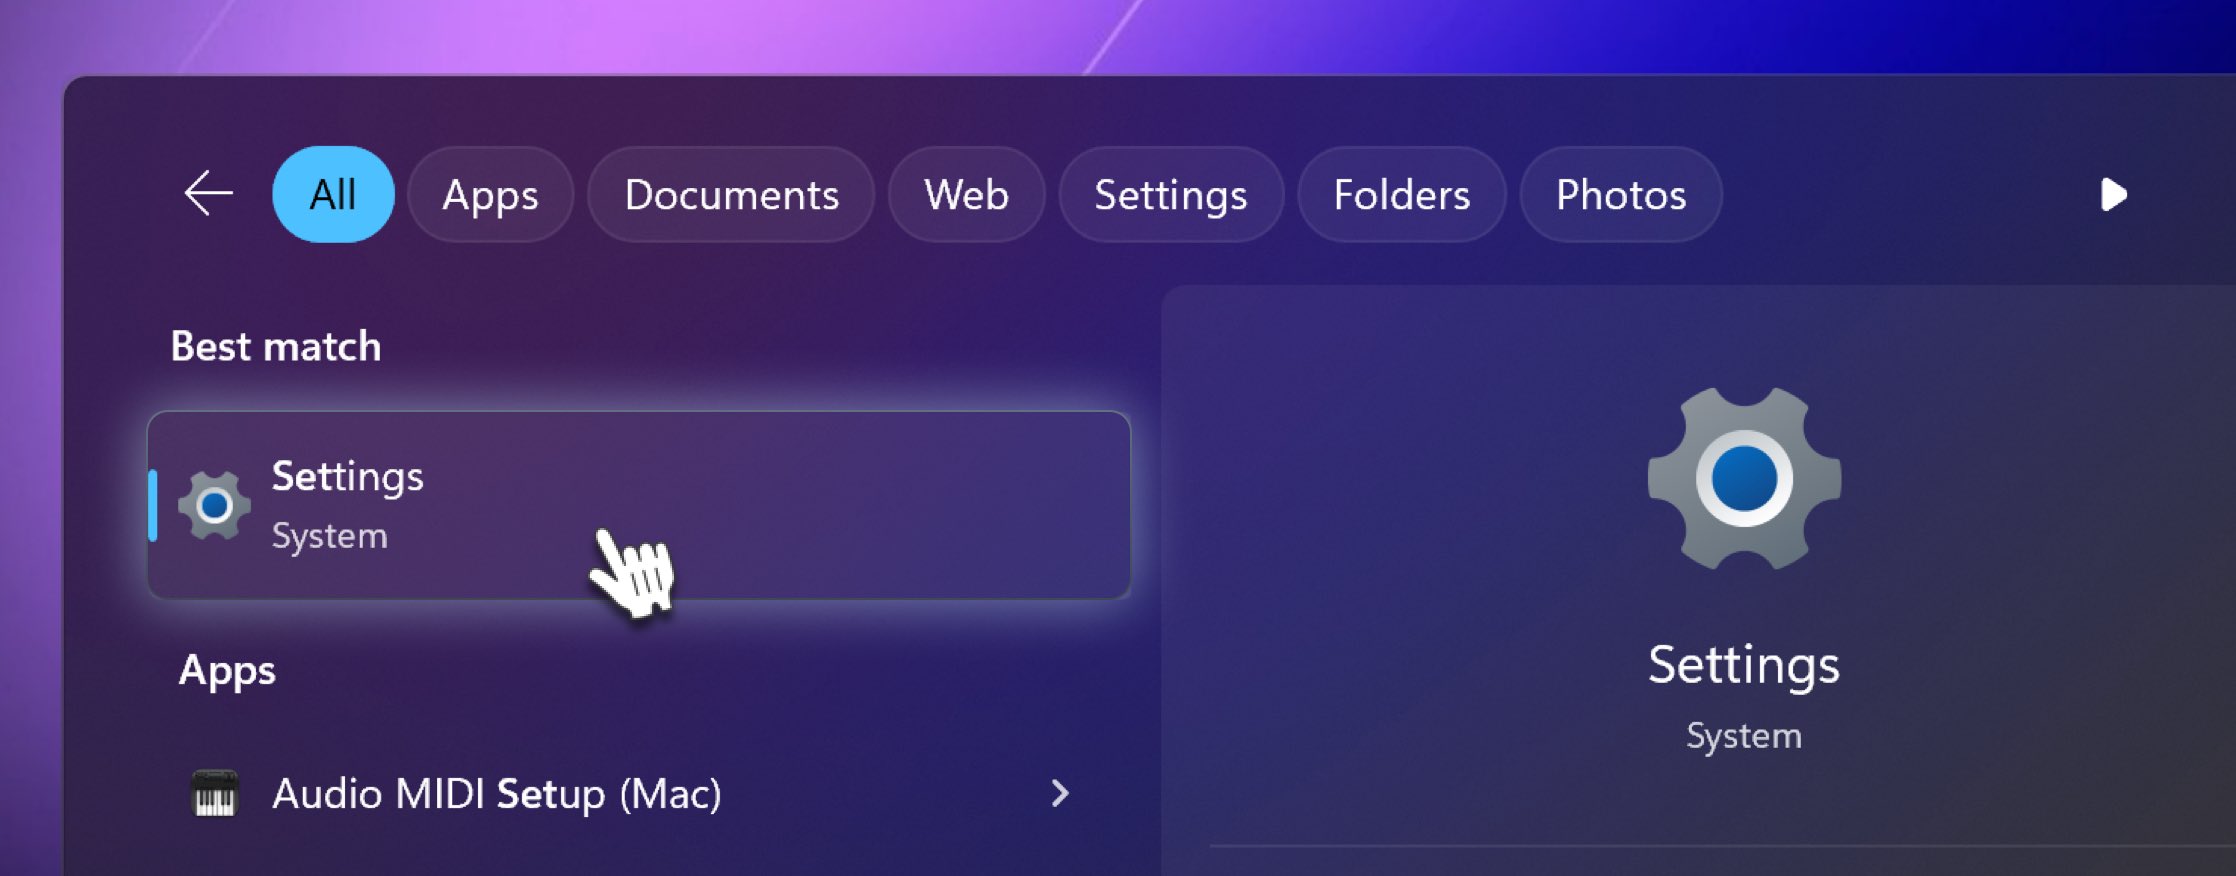 All
Apps
Documents
Web
Settings
Folders
Photos
Best match
Settings
System
Apps
Audio MIDI Setup (Mac)
Settings
System